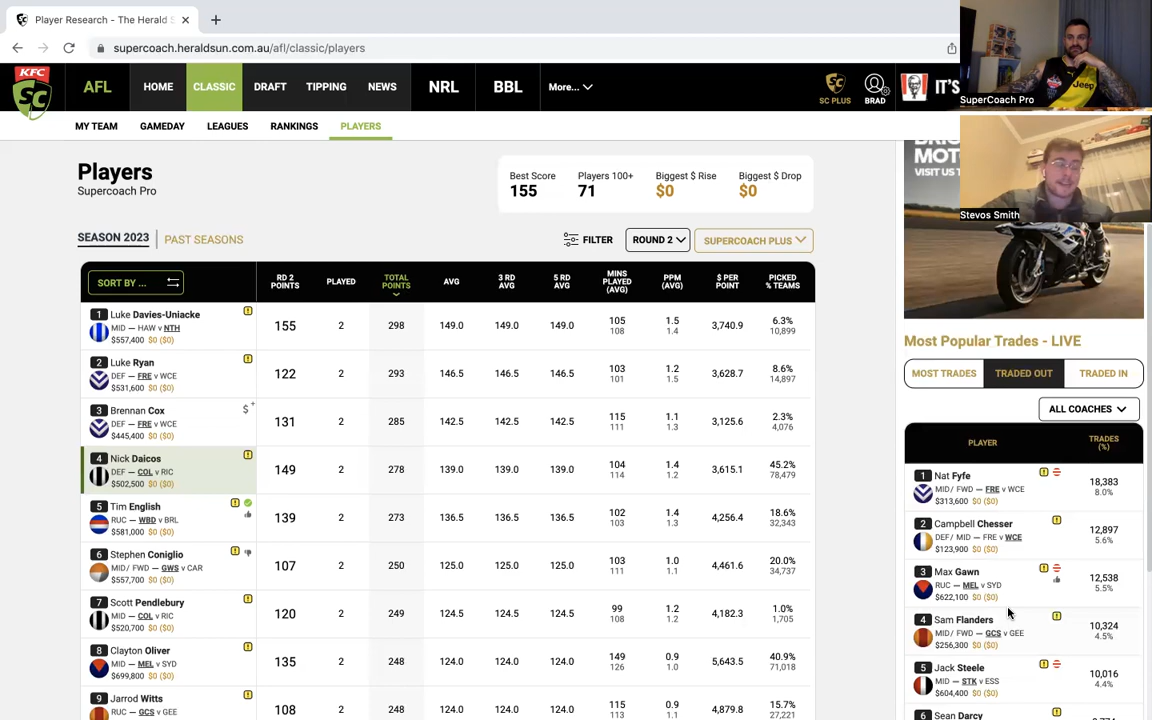 Player Research - The Herald S
supercoach.heraldsun.com.au/afl/classic/players
KFC
SC
AFL
HOME
CLASSIC
DRAFT
TIPPING
NEWS
NRL
BBL
More...
SC PLUS
BRAD
IT'S
SuperCoach Pro
Jeep
MY TEAM
GAMEDAY
LEAGUES
RANKINGS
PLAYERS
Stevos Smith
MOT
VISIT US T
Players
Supercoach Pro
Best Score
155
Players 100+
71
Biggest $ Rise
$0
Biggest $ Drop
$0
SEASON 2023
PAST SEASONS
FILTER
ROUND 2
SUPERCOACH PLUS
SORT BY ...
RD 2 POINTS
PLAYED
TOTAL POINTS
AVG
3 RD AVG
5 RD AVG
MINS PLAYED (AVG)
PPM (AVG)
$ PER POINT
PICKED % TEAMS
1 Luke Davies-Uniacke
MID — HAW v NTH
$557,400 $0 ($0)
155 2 298 149.0 149.0 149.0 105 108 1.5 1.4 3,740.9 6.3% 10,899
2 Luke Ryan
DEF — FRE v WCE
$531,600 $0 ($0)
122 2 293 146.5 146.5 146.5 103 101 1.2 1.5 3,628.7 8.6% 14,897
3 Brennan Cox
DEF — FRE v WCE
$445,400 $0 ($0)
$+
131 2 285 142.5 142.5 142.5 115 111 1.1 1.3 3,125.6 2.3% 4,076
4 Nick Daicos
DEF — COL v RIC
$502,500 $0 ($0)
149 2 278 139.0 139.0 139.0 104 114 1.4 1.2 3,615.1 45.2% 78,479
5 Tim English
RUC — WBD v BRL
$581,000 $0 ($0)
139 2 273 136.5 136.5 136.5 102 103 1.4 1.3 4,256.4 18.6% 32,343
6 Stephen Coniglio
MID/ FWD — GWS v CAR
$557,700 $0 ($0)
107 2 250 125.0 125.0 125.0 103 111 1.0 1.1 4,461.6 20.0% 34,737
7 Scott Pendlebury
MID — COL v RIC
$520,700 $0 ($0)
120 2 249 124.5 124.5 124.5 99 108 1.2 1.2 4,182.3 1.0% 1,705
8 Clayton Oliver
MID — MEL v SYD
$699,800 $0 ($0)
135 2 248 124.0 124.0 124.0 149 126 0.9 1.0 5,643.5 40.9% 71,018
9 Jarrod Witts
RUC — GCS v GEE
108 2 248 124.0 124.0 124.0 115 113 0.9 1.1 4,879.8 15.7% 27,221
Most Popular Trades - LIVE
MOST TRADES
TRADED OUT
TRADED IN
ALL COACHES
PLAYER
TRADES (%)
1 Nat Fyfe
MID/ FWD — FRE v WCE
$313,600 $0 ($0)
18,383
8.0%
2 Campbell Chesser
DEF/ MID — FRE v WCE
$123,900 $0 ($0)
12,897
5.6%
3 Max Gawn
RUC — MEL v SYD
$622,100 $0 ($0)
12,538
5.5%
4 Sam Flanders
MID/ FWD — GCS v GEE
$256,300 $0 ($0)
10,324
4.5%
5 Jack Steele
MID — STK v ESS
$604,400 $0 ($0)
10,016
4.4%
6 Sean Darcy